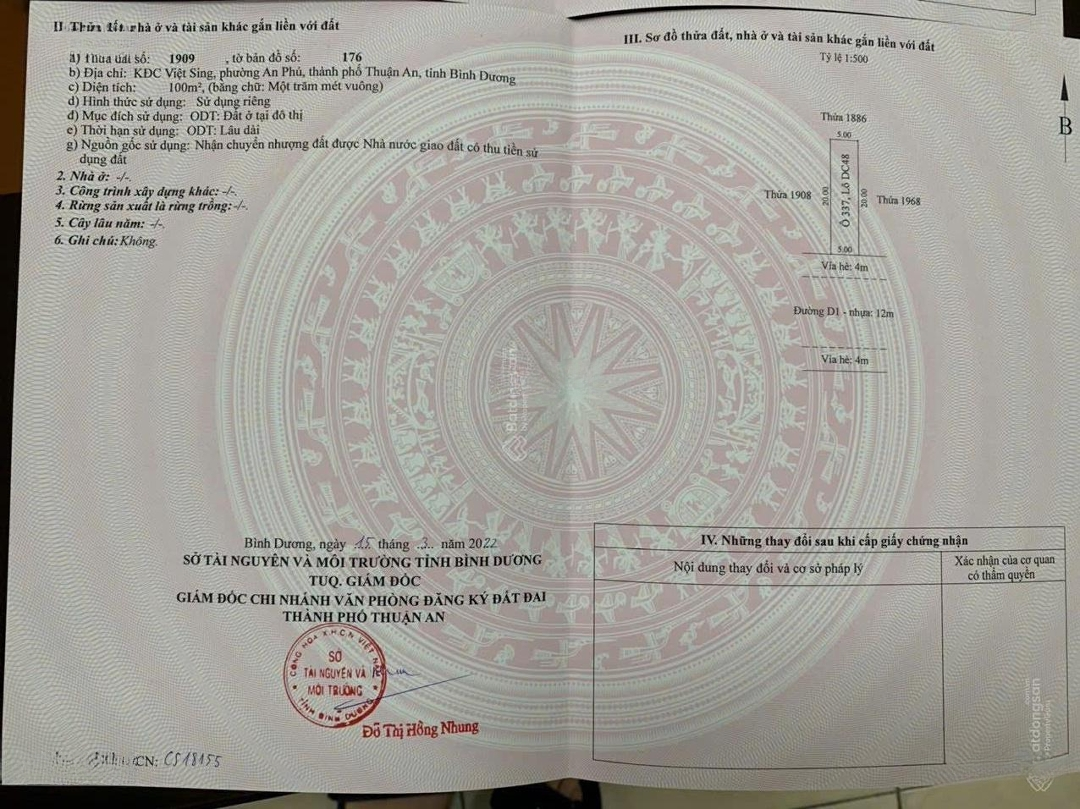 II Thửa đất, nhà ở và tài sản khác gắn liền với đất
a) Thửa đất số: 1909 , tờ bản đồ số: 176
b) Địa chỉ: KĐC Việt Sing, phường An Phú, thành phố Thuận An, tỉnh Bình Dương
c) Diện tích: 100m², (bằng chữ: Một trăm mét vuông)
d) Hình thức sử dụng: Sử dụng riêng
đ) Mục đích sử dụng: ODT: Đất ở tại đô thị
e) Thời hạn sử dụng: ODT: Lâu dài
g) Nguồn gốc sử dụng: Nhận chuyển nhượng đất được Nhà nước giao đất có thu tiền sử
dụng đất
2. Nhà ở: -/-.
3. Công trình xây dựng khác: -/-.
4. Rừng sản xuất là rừng trồng: -/-.
5. Cây lâu năm: -/-.
6. Ghi chú: Không.
Bình Dương, ngày 15 tháng 3 năm 2022
SỞ TÀI NGUYÊN VÀ MÔI TRƯỜNG TỈNH BÌNH DƯƠNG
TUQ. GIÁM ĐỐC
GIÁM ĐỐC CHI NHÁNH VĂN PHÒNG ĐĂNG KÝ ĐẤT ĐAI
THÀNH PHỐ THUẬN AN
CỘNG HÒA X.H.C.N VIỆT NAM
SỞ
TÀI NGUYÊN VÀ
MÔI TRƯỜNG
TỈNH BÌNH DƯƠNG
Đỗ Thị Hồng Nhung
CN: CS18155
III. Sơ đồ thửa đất, nhà ở và tài sản khác gắn liền với đất
Tỷ lệ 1:500
B
Thửa 1886
5.00
Thửa 1908
20.00
Ô 337, Lô DC48
20.00
Thửa 1968
5.00
Vỉa hè: 4m
Đường D1 - nhựa: 12m
Vỉa hè: 4m
IV. Những thay đổi sau khi cấp giấy chứng nhận
Nội dung thay đổi và cơ sở pháp lý
Xác nhận của cơ quan
có thẩm quyền
Batdongsan
Batdongsan